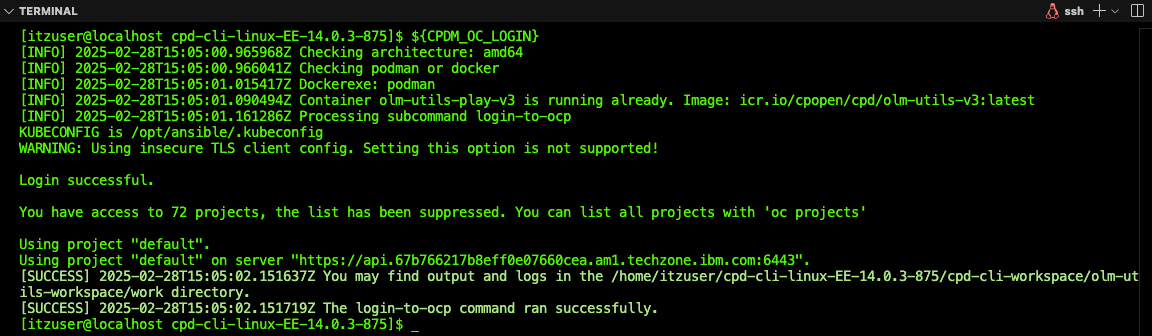 TERMINAL
ssh
[itzuser@localhost cpd-cli-linux-EE-14.0.3-875]$ ${CPDM_OC_LOGIN}
[INFO] 2025-02-28T15:05:00.965968Z Checking architecture: amd64
[INFO] 2025-02-28T15:05:00.966041Z Checking podman or docker
[INFO] 2025-02-28T15:05:01.015417Z Dockerexe: podman
[INFO] 2025-02-28T15:05:01.090494Z Container olm-utils-play-v3 is running already. Image: icr.io/cpopen/cpd/olm-utils-v3:latest
[INFO] 2025-02-28T15:05:01.161286Z Processing subcommand login-to-ocp
KUBECONFIG is /opt/ansible/.kubeconfig
WARNING: Using insecure TLS client config. Setting this option is not supported!
Login successful.
You have access to 72 projects, the list has been suppressed. You can list all projects with 'oc projects'
Using project "default".
Using project "default" on server "https://api.67b766217b8eff0e07660cea.am1.techzone.ibm.com:6443".
[SUCCESS] 2025-02-28T15:05:02.151637Z You may find output and logs in the /home/itzuser/cpd-cli-linux-EE-14.0.3-875/cpd-cli-workspace/olm-ut
ils-workspace/work directory.
[SUCCESS] 2025-02-28T15:05:02.151719Z The login-to-ocp command ran successfully.
[itzuser@localhost cpd-cli-linux-EE-14.0.3-875]$ _